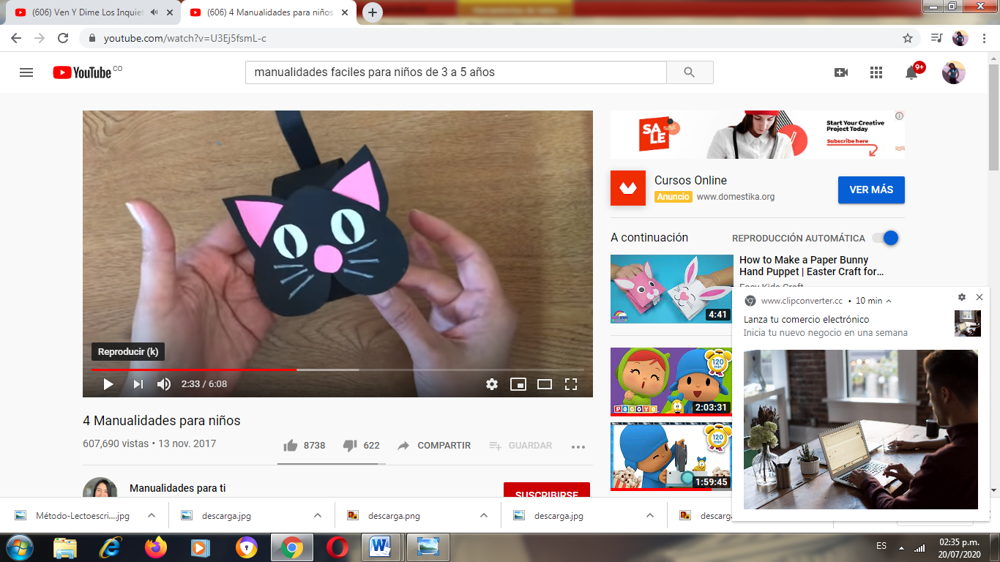 (606) Ven Y Dime Los Inquiet
(606) 4 Manualidades para niños
youtube.com/watch?v=U3Ej5fsmL-c
YouTube CO
manualidades faciles para niños de 3 a 5 años
9+
SALE
Start Your Creative
Project Today
Subscribe here
Cursos Online
Anuncio www.domestika.org
VER MÁS
A continuación
REPRODUCCIÓN AUTOMÁTICA
How to Make a Paper Bunny
Hand Puppet | Easter Craft for...
Easy Kids Craft
4:41
POCOYO
120
min
2:03:31
120
min
1:59:45
www.clipconverter.cc • 10 min
Lanza tu comercio electrónico
Inicia tu nuevo negocio en una semana
Reproducir (k)
2:33 / 6:08
4 Manualidades para niños
607,690 vistas • 13 nov. 2017
8738
622
COMPARTIR
GUARDAR
Manualidades para ti
SUSCRIBIRSE
Método-Lectoescri....jpg
descarga.jpg
descarga.png
descarga.jpg
descarga
ES
02:35 p.m.
20/07/2020